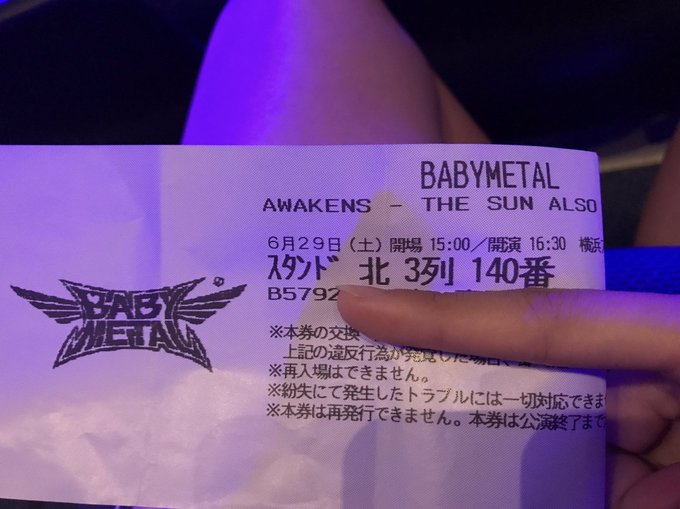 BABYMETAL
AWAKENS - THE SUN ALSO
6月29日(土) 開場 15:00/開演 16:30 横浜
ｽﾀﾝﾄﾞ 北 3列 140番
B5792
BABY
METAL
※本券の交換
上記の違反行為が発覚した場合、
※再入場はできません。
※紛失にて発生したトラブルには一切対応できま
※本券は再発行できません。本券は公演終了まで